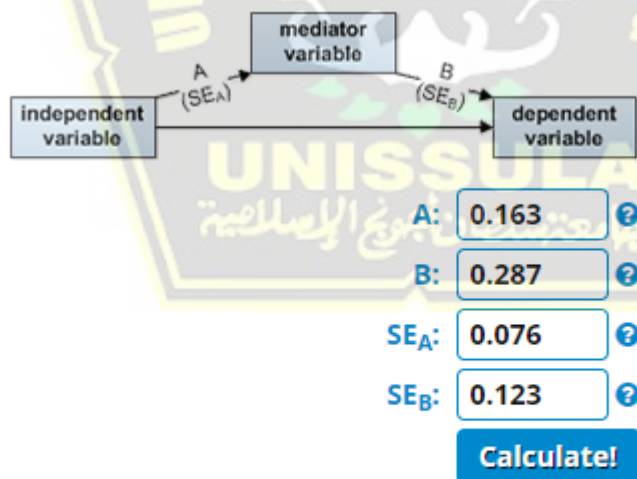 mediator
variable
A
(SEA)
B
(SEB)
independent
variable
dependent
variable
UNISSULA
A: 0.163 ?
B: 0.287 ?
SEA: 0.076 ?
SEB: 0.123 ?
Calculate!